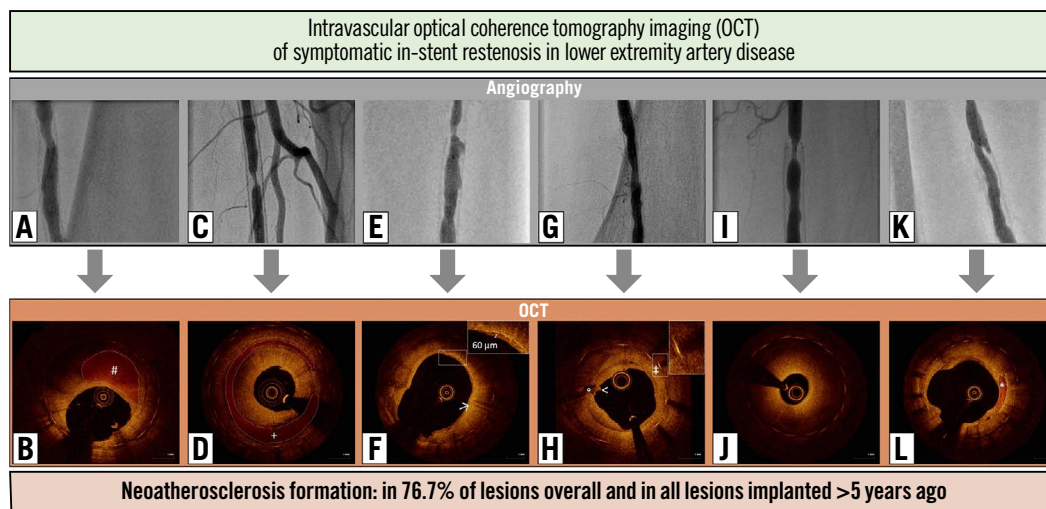 Intravascular optical coherence tomography imaging (OCT)
of symptomatic in-stent restenosis in lower extremity artery disease
Angiography
A C E G I K
OCT
# + 60 µm > ° < ‡ *
B D F H J L
Neoatherosclerosis formation: in 76.7% of lesions overall and in all lesions implanted >5 years ago